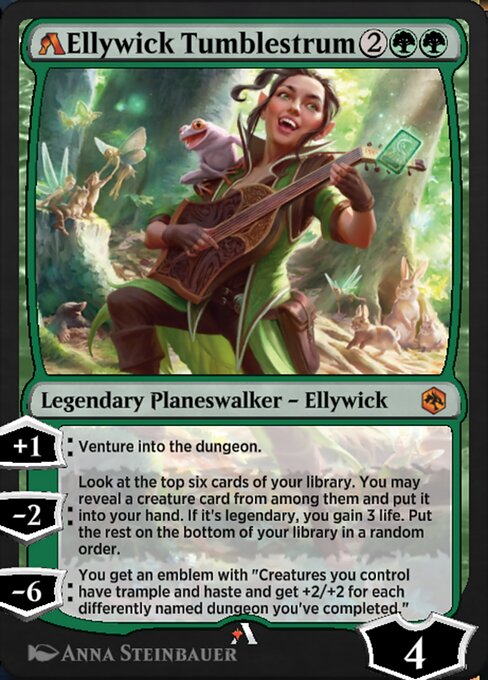 Ellywick Tumblestrum 2
Legendary Planeswalker – Ellywick
+1: Venture into the dungeon.
Look at the top six cards of your library. You may
reveal a creature card from among them and put it
–2: into your hand. If it's legendary, you gain 3 life. Put
the rest on the bottom of your library in a random
order.
You get an emblem with "Creatures you control
–6: have trample and haste and get +2/+2 for each
differently named dungeon you've completed."
4
Anna Steinbauer